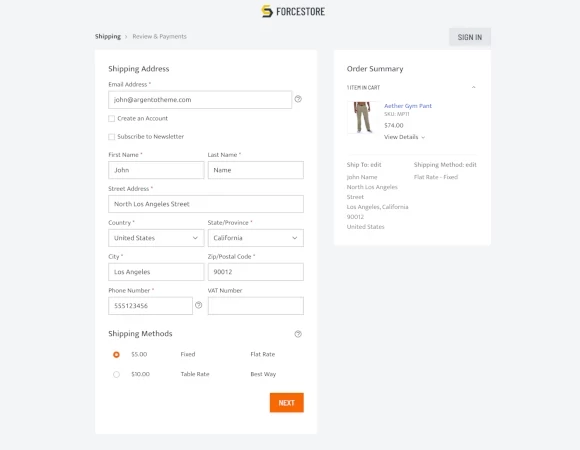 FORCESTORE
Shipping > Review & Payments
SIGN IN
Shipping Address
Email Address *
john@argentotheme.com
Create an Account
Subscribe to Newsletter
First Name * Last Name *
John Name
Street Address *
North Los Angeles Street
Country * State/Province *
United States California
City * Zip/Postal Code *
Los Angeles 90012
Phone Number * VAT Number
555123456
Shipping Methods
$5.00 Fixed Flat Rate
$10.00 Table Rate Best Way
NEXT
Order Summary
1 ITEM IN CART
Aether Gym Pant
SKU: MP11
$74.00
View Details
Ship To: edit
John Name
North Los Angeles
Street
Los Angeles, California
90012
United States
Shipping Method: edit
Flat Rate - Fixed